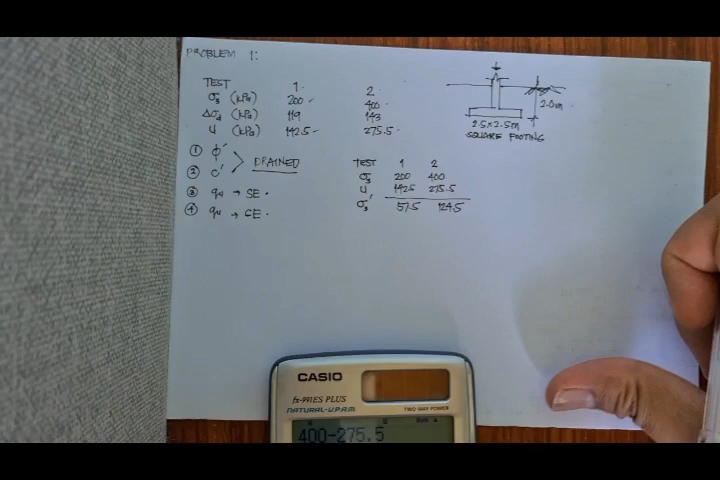 PROBLEM 1:
TEST 1. 2.
σ₃ (kPa) 200 400
Δσd (kPa) 119 143
u (kPa) 142.5 275.5
① φ'
② c'
DRAINED
③ qu → SE.
④ qu → CE.
2.0m
2.5x2.5m
SQUARE FOOTING
TEST 1 2
σ₃ 200 400
u 142.5 275.5
σ₃' 57.5 124.5
CASIO
fx-991ES PLUS
NATURAL-V.P.A.M.
TWO WAY POWER
400-275.5